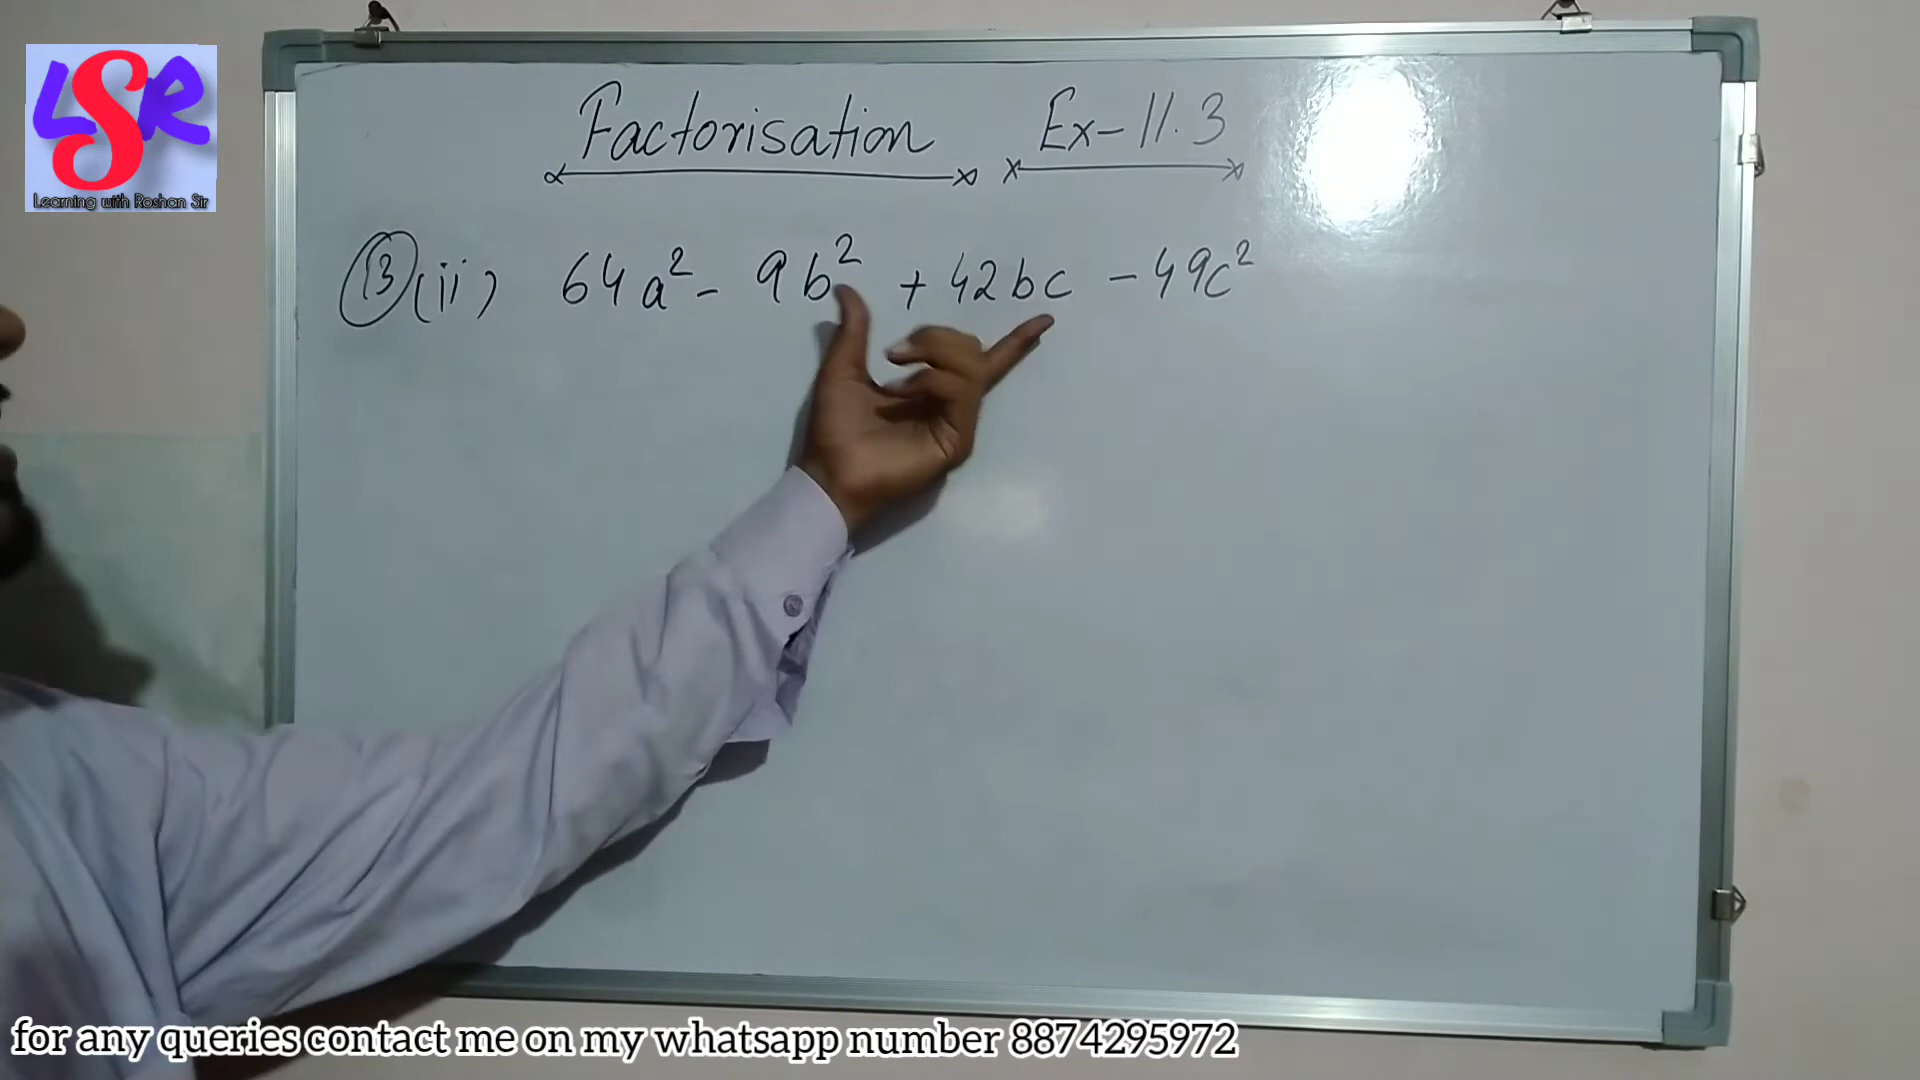 LSR
Learning with Roshan Sir
Factorisation Ex-11.3
(13)(ii) 64a² - 9b² + 42bc - 49c²
for any queries contact me on my whatsapp number 8874295972